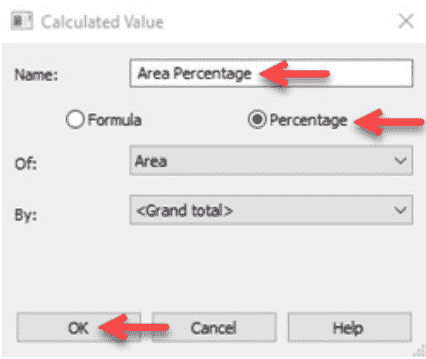 Calculated Value
Name: Area Percentage
Formula Percentage
Of: Area
By: <Grand total>
OK Cancel Help